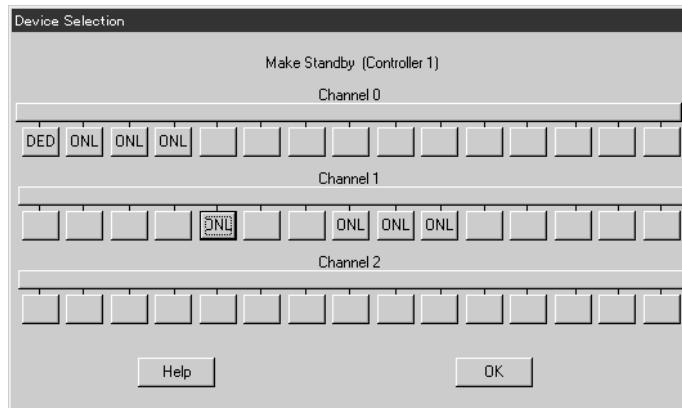 Device Selection
Make Standby (Controller 1)
Channel 0
DED ONL ONL ONL
Channel 1
ONL ONL ONL ONL
Channel 2
Help OK